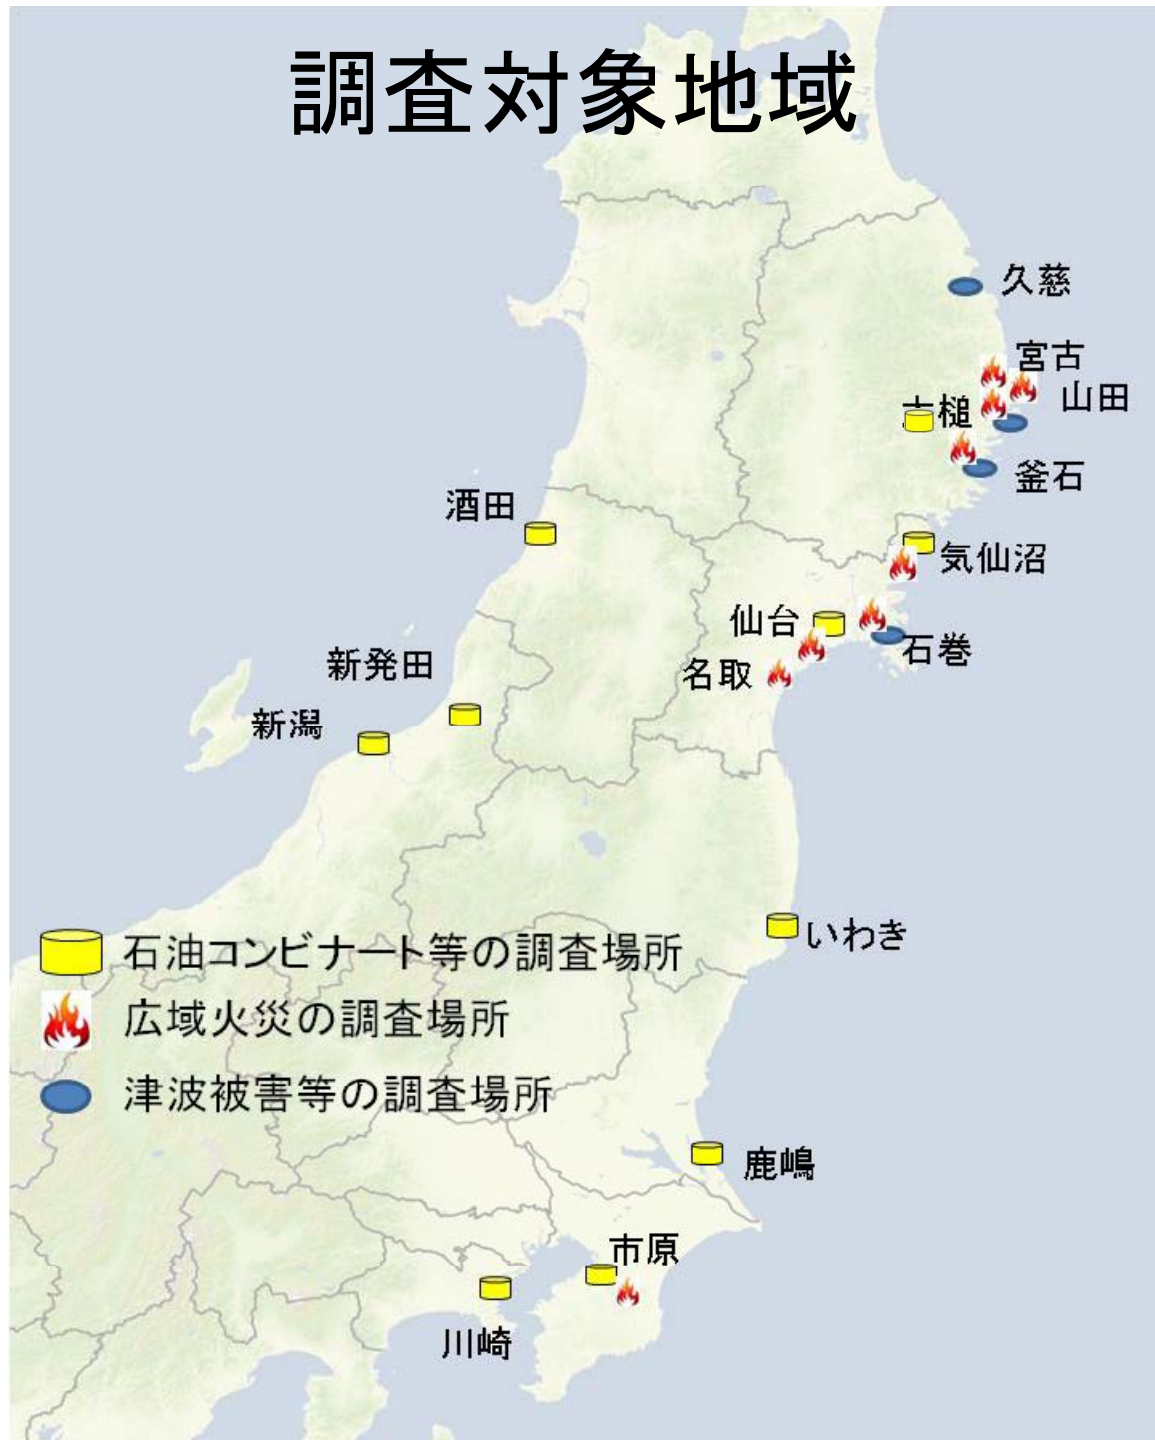 調査対象地域
久慈
宮古
山田
大槌
釜石
酒田
気仙沼
仙台
石巻
新発田
名取
新潟
いわき
石油コンビナート等の調査場所
広域火災の調査場所
津波被害等の調査場所
鹿嶋
市原
川崎